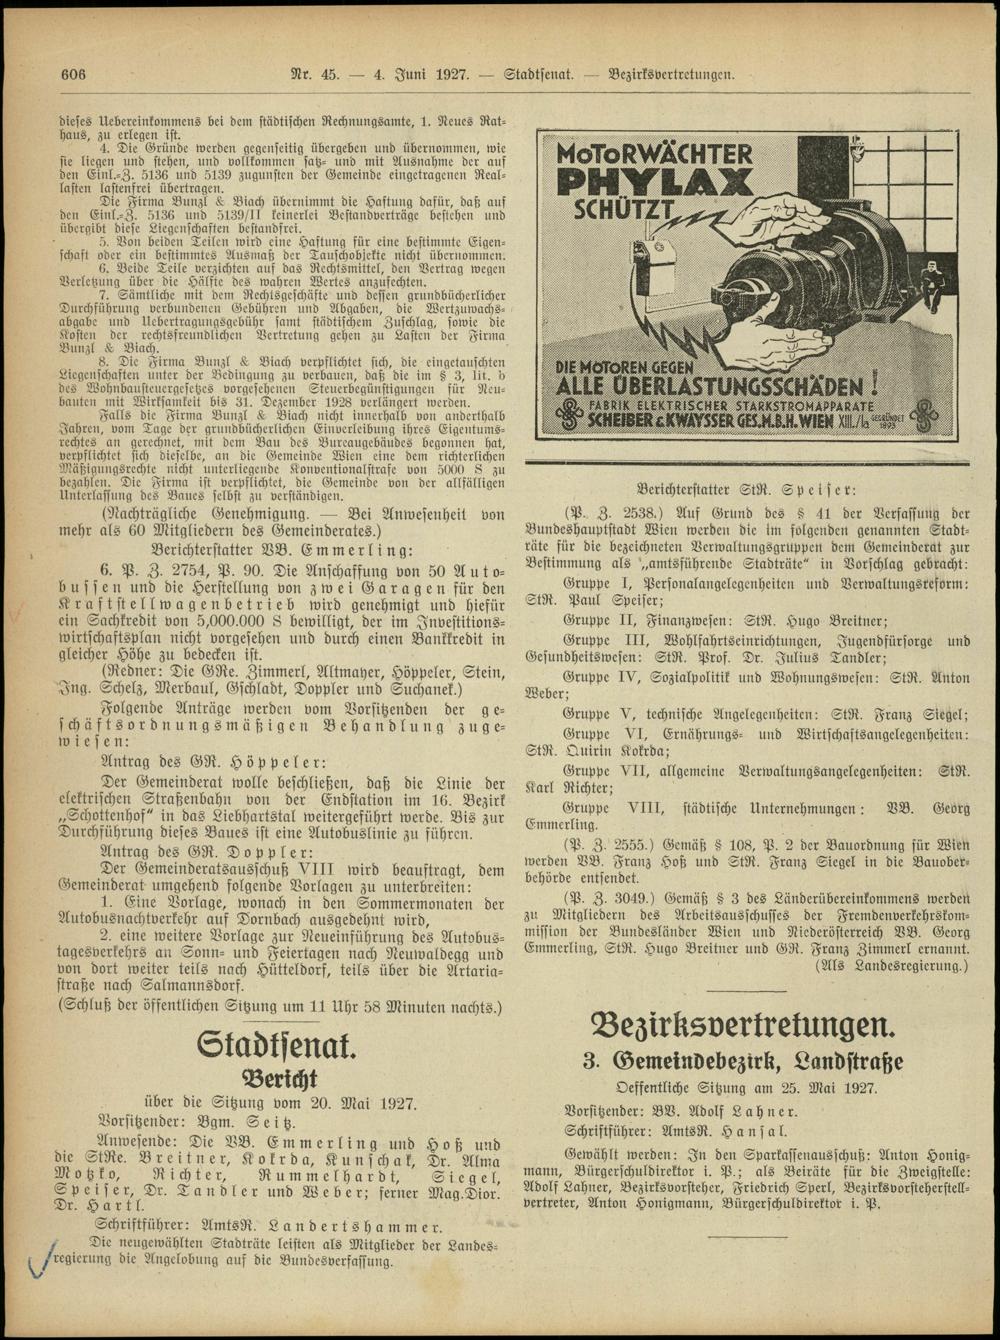 606
Nr. 45. — 4. Juni 1927. — Stadtsenat. — Bezirksvertretungen.
dieses Uebereinkommens bei dem städtischen Rechnungsamte, 1. Neues Rat-
haus, zu erlegen ist.
4. Die Gründe werden gegenseitig übergeben und übernommen, wie
sie liegen und stehen, und vollkommen satz- und mit Ausnahme der auf
den Einl.-Z. 5136 und 5139 zugunsten der Gemeinde eingetragenen Real-
lasten lastenfrei übertragen.
Die Firma Bunzl & Biach übernimmt die Haftung dafür, daß auf
den Einl.-Z. 5136 und 5139/II keinerlei Bestandverträge bestehen und
übergibt diese Liegenschaften bestandfrei.
5. Von beiden Teilen wird eine Haftung für eine bestimmte Eigen-
schaft oder ein bestimmtes Ausmaß der Tauschobjekte nicht übernommen.
6. Beide Teile verzichten auf das Rechtsmittel, den Vertrag wegen
Verletzung über die Hälfte des wahren Wertes anzufechten.
7. Sämtliche mit dem Rechtsgeschäfte und dessen grundbücherlicher
Durchführung verbundenen Gebühren und Abgaben, die Wertzuwachs-
abgabe und Uebertragungsgebühr samt städtischem Zuschlag, sowie die
Kosten der rechtsfreundlichen Vertretung gehen zu Lasten der Firma
Bunzl & Biach.
8. Die Firma Bunzl & Biach verpflichtet sich, die eingetauschten
Liegenschaften unter der Bedingung zu verbauen, daß die im § 3, lit. b
des Wohnbausteuergesetzes vorgesehenen Steuerbegünstigungen für Neu-
bauten mit Wirksamkeit bis 31. Dezember 1928 verlängert werden.
Falls die Firma Bunzl & Biach nicht innerhalb von anderthalb
Jahren, vom Tage der grundbücherlichen Einverleibung ihres Eigentums-
rechtes an gerechnet, mit dem Bau des Bureaugebäudes begonnen hat,
verpflichtet sich dieselbe, an die Gemeinde Wien eine dem richterlichen
Mäßigungsrechte nicht unterliegende Konventionalstrafe von 5000 S zu
bezahlen. Die Firma ist verpflichtet, die Gemeinde von der allfälligen
Unterlassung des Baues selbst zu verständigen.
(Nachträgliche Genehmigung. — Bei Anwesenheit von
mehr als 60 Mitgliedern des Gemeinderates.)
Berichterstatter VB. Emmerling:
6. P. Z. 2754, P. 90. Die Anschaffung von 50 Auto-
bussen und die Herstellung von zwei Garagen für den
Kraftstellwagenbetrieb wird genehmigt und hiefür
ein Sachkredit von 5,000.000 S bewilligt, der im Investitions-
wirtschaftsplan nicht vorgesehen und durch einen Bankkredit in
gleicher Höhe zu bedecken ist.
(Redner: Die GRe. Zimmerl, Altmayer, Höppeler, Stein,
Ing. Schelz, Merbaul, Gschladt, Doppler und Suchanek.)
Folgende Anträge werden vom Vorsitzenden der ge-
schäftsordnungsmäßigen Behandlung zuge-
wiesen:
Antrag des GR. Höppeler:
Der Gemeinderat wolle beschließen, daß die Linie der
elektrischen Straßenbahn von der Endstation im 16. Bezirk
„Schottenhof" in das Liebhartstal weitergeführt werde. Bis zur
Durchführung dieses Baues ist eine Autobuslinie zu führen.
Antrag des GR. Doppler:
Der Gemeinderatsausschuß VIII wird beauftragt, dem
Gemeinderat umgehend folgende Vorlagen zu unterbreiten:
1. Eine Vorlage, wonach in den Sommermonaten der
Autobusnachtverkehr auf Dornbach ausgedehnt wird,
2. eine weitere Vorlage zur Neueinführung des Autobus-
tagesverkehrs an Sonn- und Feiertagen nach Neuwaldegg und
von dort weiter teils nach Hütteldorf, teils über die Artaria-
straße nach Salmannsdorf.
(Schluß der öffentlichen Sitzung um 11 Uhr 58 Minuten nachts.)
Stadtsenat.
Bericht
über die Sitzung vom 20. Mai 1927.
Vorsitzender: Bgm. Seitz.
Anwesende: Die VB. Emmerling und Hoß und
die StRe. Breitner, Kokrda, Kunschak, Dr. Alma
Motzko, Richter, Rummelhardt, Siegel,
Speiser, Dr. Tandler und Weber; ferner Mag.Dior.
Dr. Hartl.
Schriftführer: AmtsR. Landertshammer.
Die neugewählten Stadträte leisten als Mitglieder der Landes-
regierung die Angelobung auf die Bundesverfassung.
MOTORWÄCHTER
PHYLAX
SCHÜTZT
DIE MOTOREN GEGEN
ALLE ÜBERLASTUNGSSCHÄDEN!
FABRIK ELEKTRISCHER STARKSTROMAPPARATE
SCHEIBER & KWAYSSER GES.M.B.H. WIEN XIII./1a GEGRÜNDET 1893
Berichterstatter StR. Speiser:
(P. Z. 2538.) Auf Grund des § 41 der Verfassung der
Bundeshauptstadt Wien werden die im folgenden genannten Stadt-
räte für die bezeichneten Verwaltungsgruppen dem Gemeinderat zur
Bestimmung als „amtsführende Stadträte" in Vorschlag gebracht:
Gruppe I, Personalangelegenheiten und Verwaltungsreform:
StR. Paul Speiser;
Gruppe II, Finanzwesen: StR. Hugo Breitner;
Gruppe III, Wohlfahrtseinrichtungen, Jugendfürsorge und
Gesundheitswesen: StR. Prof. Dr. Julius Tandler;
Gruppe IV, Sozialpolitik und Wohnungswesen: StR. Anton
Weber;
Gruppe V, technische Angelegenheiten: StR. Franz Siegel;
Gruppe VI, Ernährungs- und Wirtschaftsangelegenheiten:
StR. Quirin Kokrda;
Gruppe VII, allgemeine Verwaltungsangelegenheiten: StR.
Karl Richter;
Gruppe VIII, städtische Unternehmungen: VB. Georg
Emmerling.
(P. Z. 2555.) Gemäß § 108, P. 2 der Bauordnung für Wien
werden VB. Franz Hoß und StR. Franz Siegel in die Bauober-
behörde entsendet.
(P. Z. 3049.) Gemäß § 3 des Länderübereinkommens werden
zu Mitgliedern des Arbeitsausschusses der Fremdenverkehrskom-
mission der Bundesländer Wien und Niederösterreich VB. Georg
Emmerling, StR. Hugo Breitner und GR. Franz Zimmerl ernannt.
(Als Landesregierung.)
Bezirksvertretungen.
3. Gemeindebezirk, Landstraße
Oeffentliche Sitzung am 25. Mai 1927.
Vorsitzender: BV. Adolf Lahner.
Schriftführer: AmtsR. Hansal.
Gewählt werden: In den Sparkassenausschuß: Anton Honig-
mann, Bürgerschuldirektor i. P.; als Beiräte für die Zweigstelle:
Adolf Lahner, Bezirksvorsteher, Friedrich Sperl, Bezirksvorsteherstell-
vertreter, Anton Honigmann, Bürgerschuldirektor i. P.